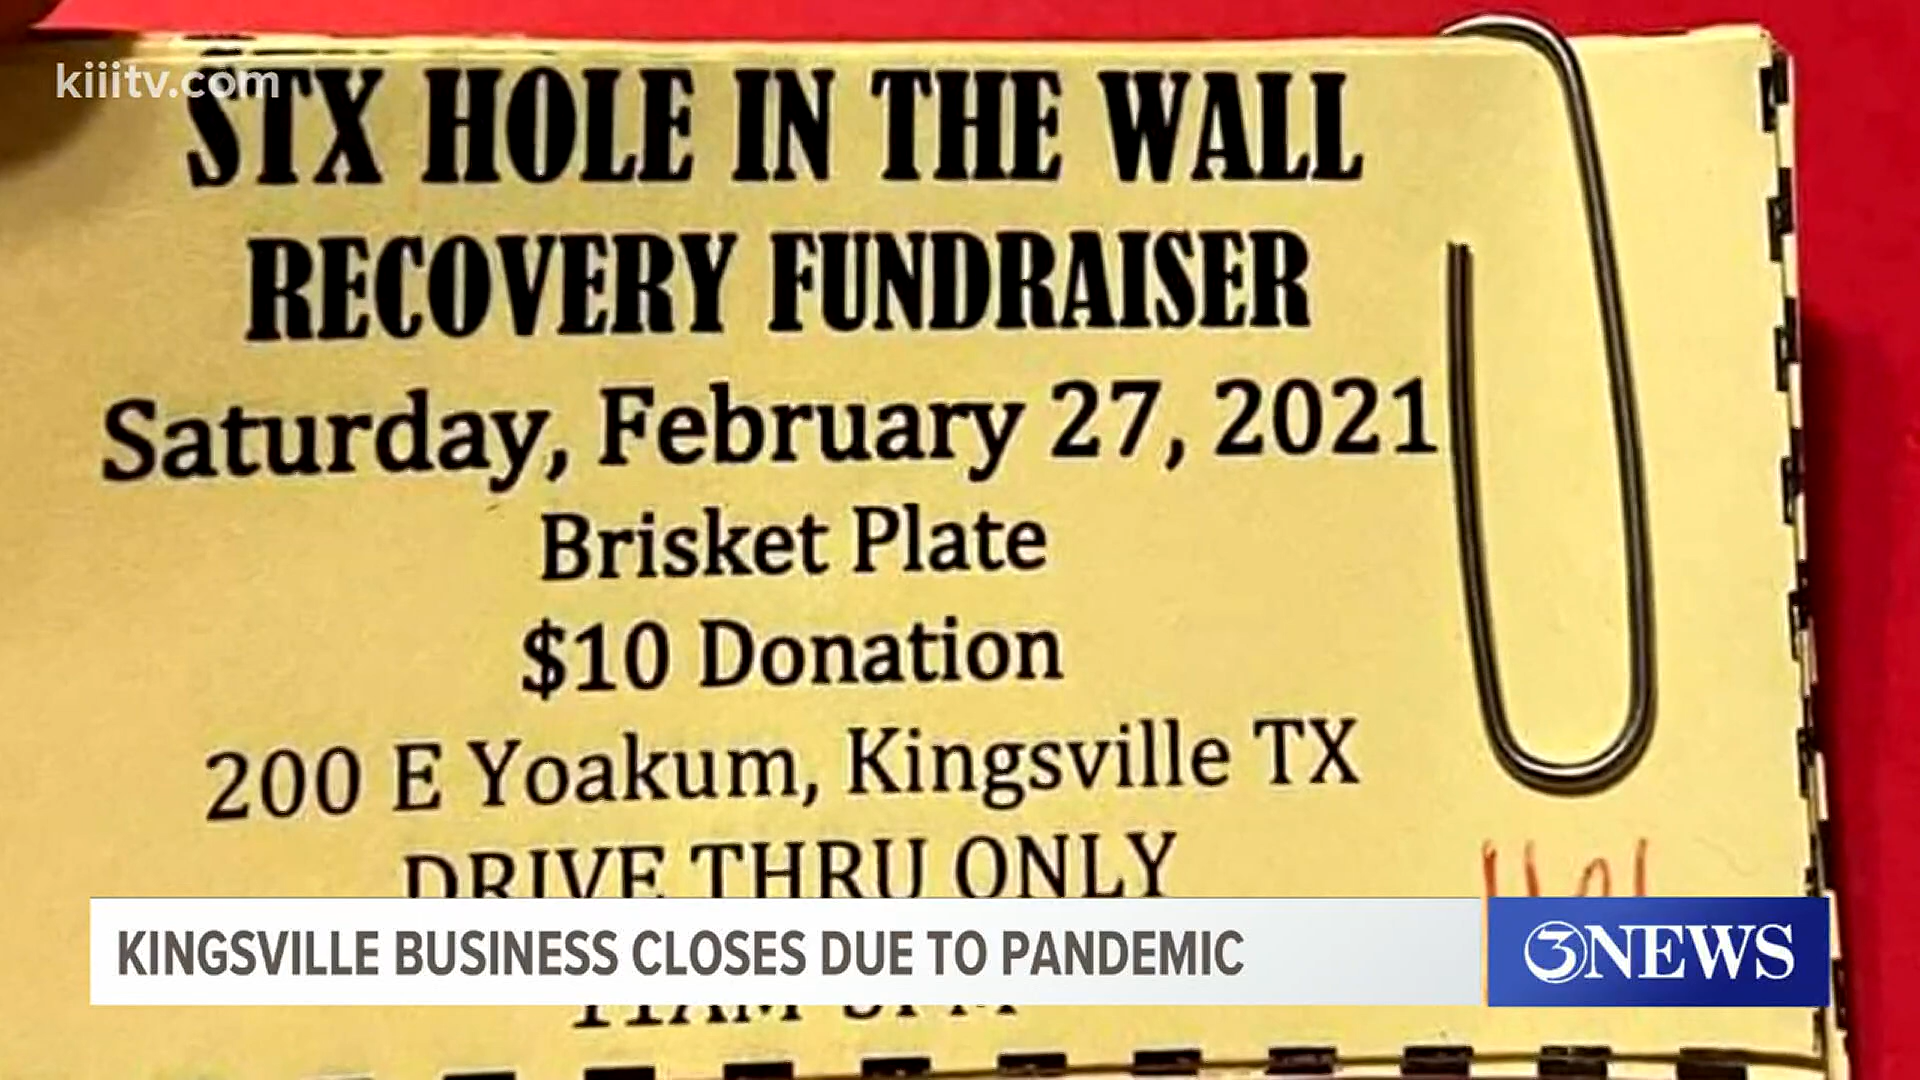 kiiitv.com
STX HOLE IN THE WALL
RECOVERY FUNDRAISER
Saturday, February 27, 2021
Brisket Plate
$10 Donation
200 E Yoakum, Kingsville TX
DRIVE THRU ONLY
KINGSVILLE BUSINESS CLOSES DUE TO PANDEMIC
3NEWS